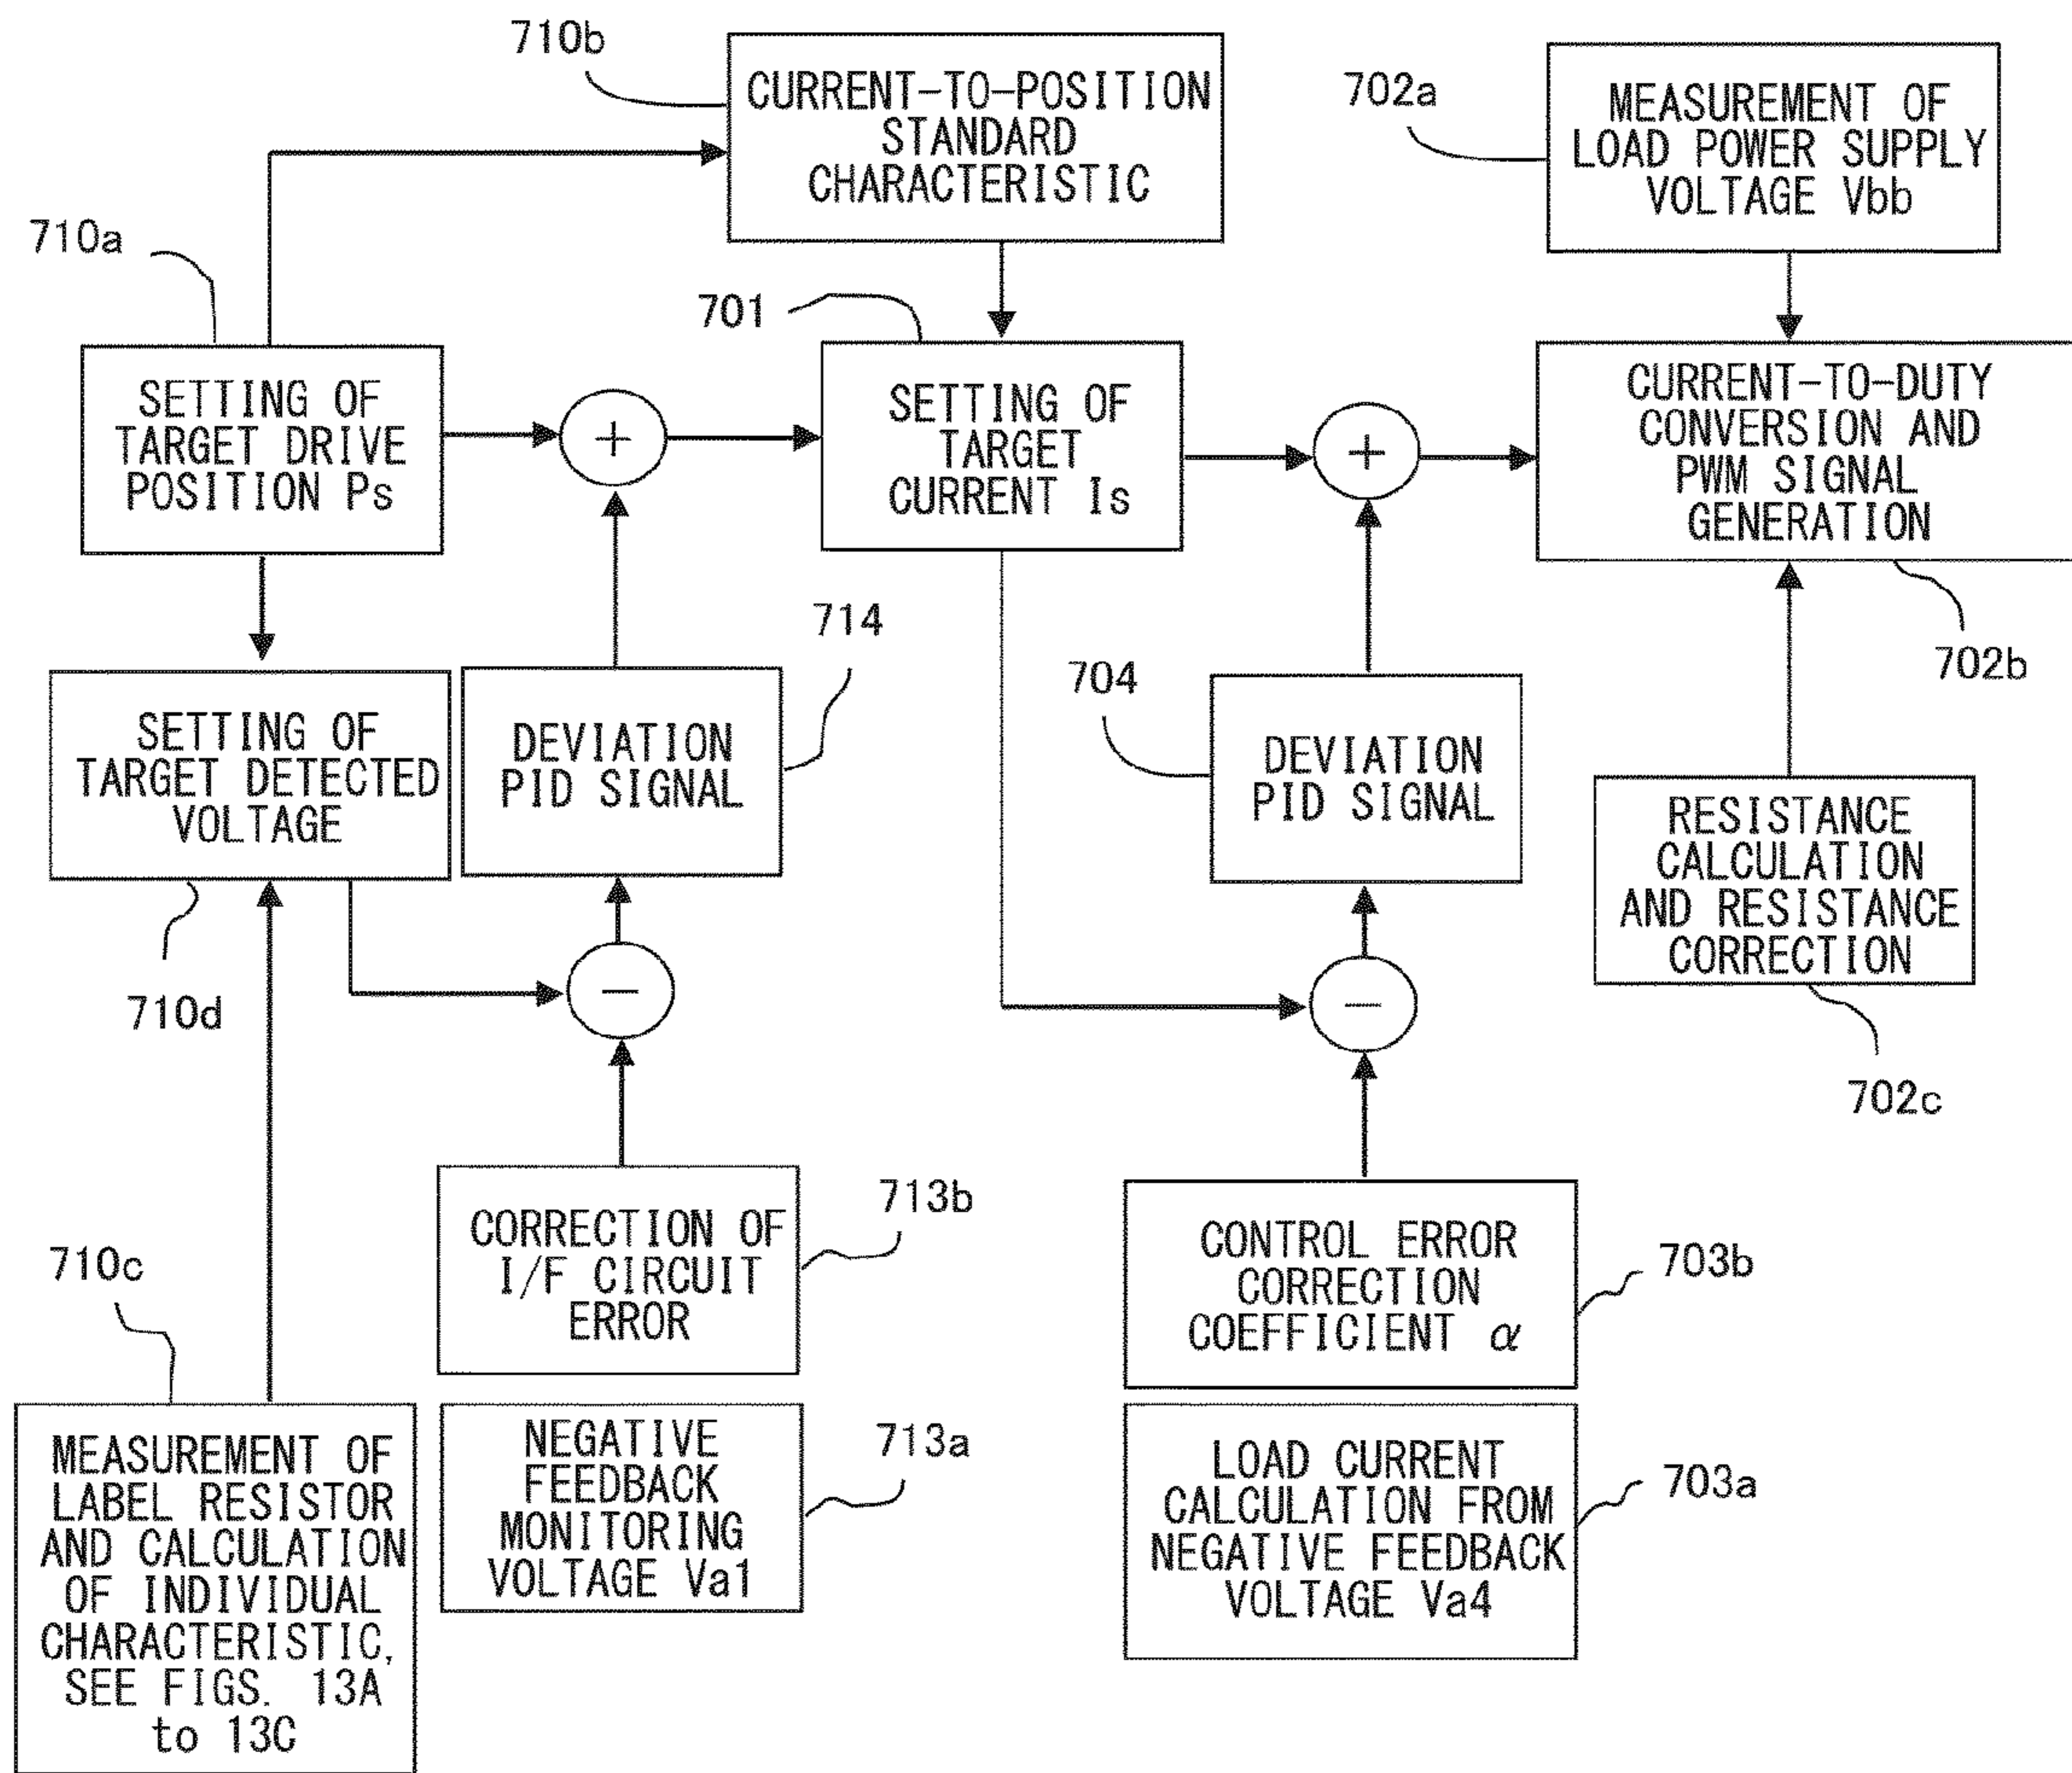 710b
CURRENT-TO-POSITION
STANDARD
CHARACTERISTIC
702a
MEASUREMENT OF
LOAD POWER SUPPLY
VOLTAGE Vbb
710a
SETTING OF
TARGET DRIVE
POSITION Ps
+
701
SETTING OF
TARGET
CURRENT Is
+
CURRENT-TO-DUTY
CONVERSION AND
PWM SIGNAL
GENERATION
702b
SETTING OF
TARGET DETECTED
VOLTAGE
710d
714
DEVIATION
PID SIGNAL
704
DEVIATION
PID SIGNAL
RESISTANCE
CALCULATION
AND RESISTANCE
CORRECTION
702c
−
−
713b
CORRECTION OF
I/F CIRCUIT
ERROR
703b
CONTROL ERROR
CORRECTION
COEFFICIENT α
710c
MEASUREMENT OF
LABEL RESISTOR
AND CALCULATION
OF INDIVIDUAL
CHARACTERISTIC,
SEE FIGS. 13A
to 13C
713a
NEGATIVE
FEEDBACK
MONITORING
VOLTAGE Va1
703a
LOAD CURRENT
CALCULATION FROM
NEGATIVE FEEDBACK
VOLTAGE Va4